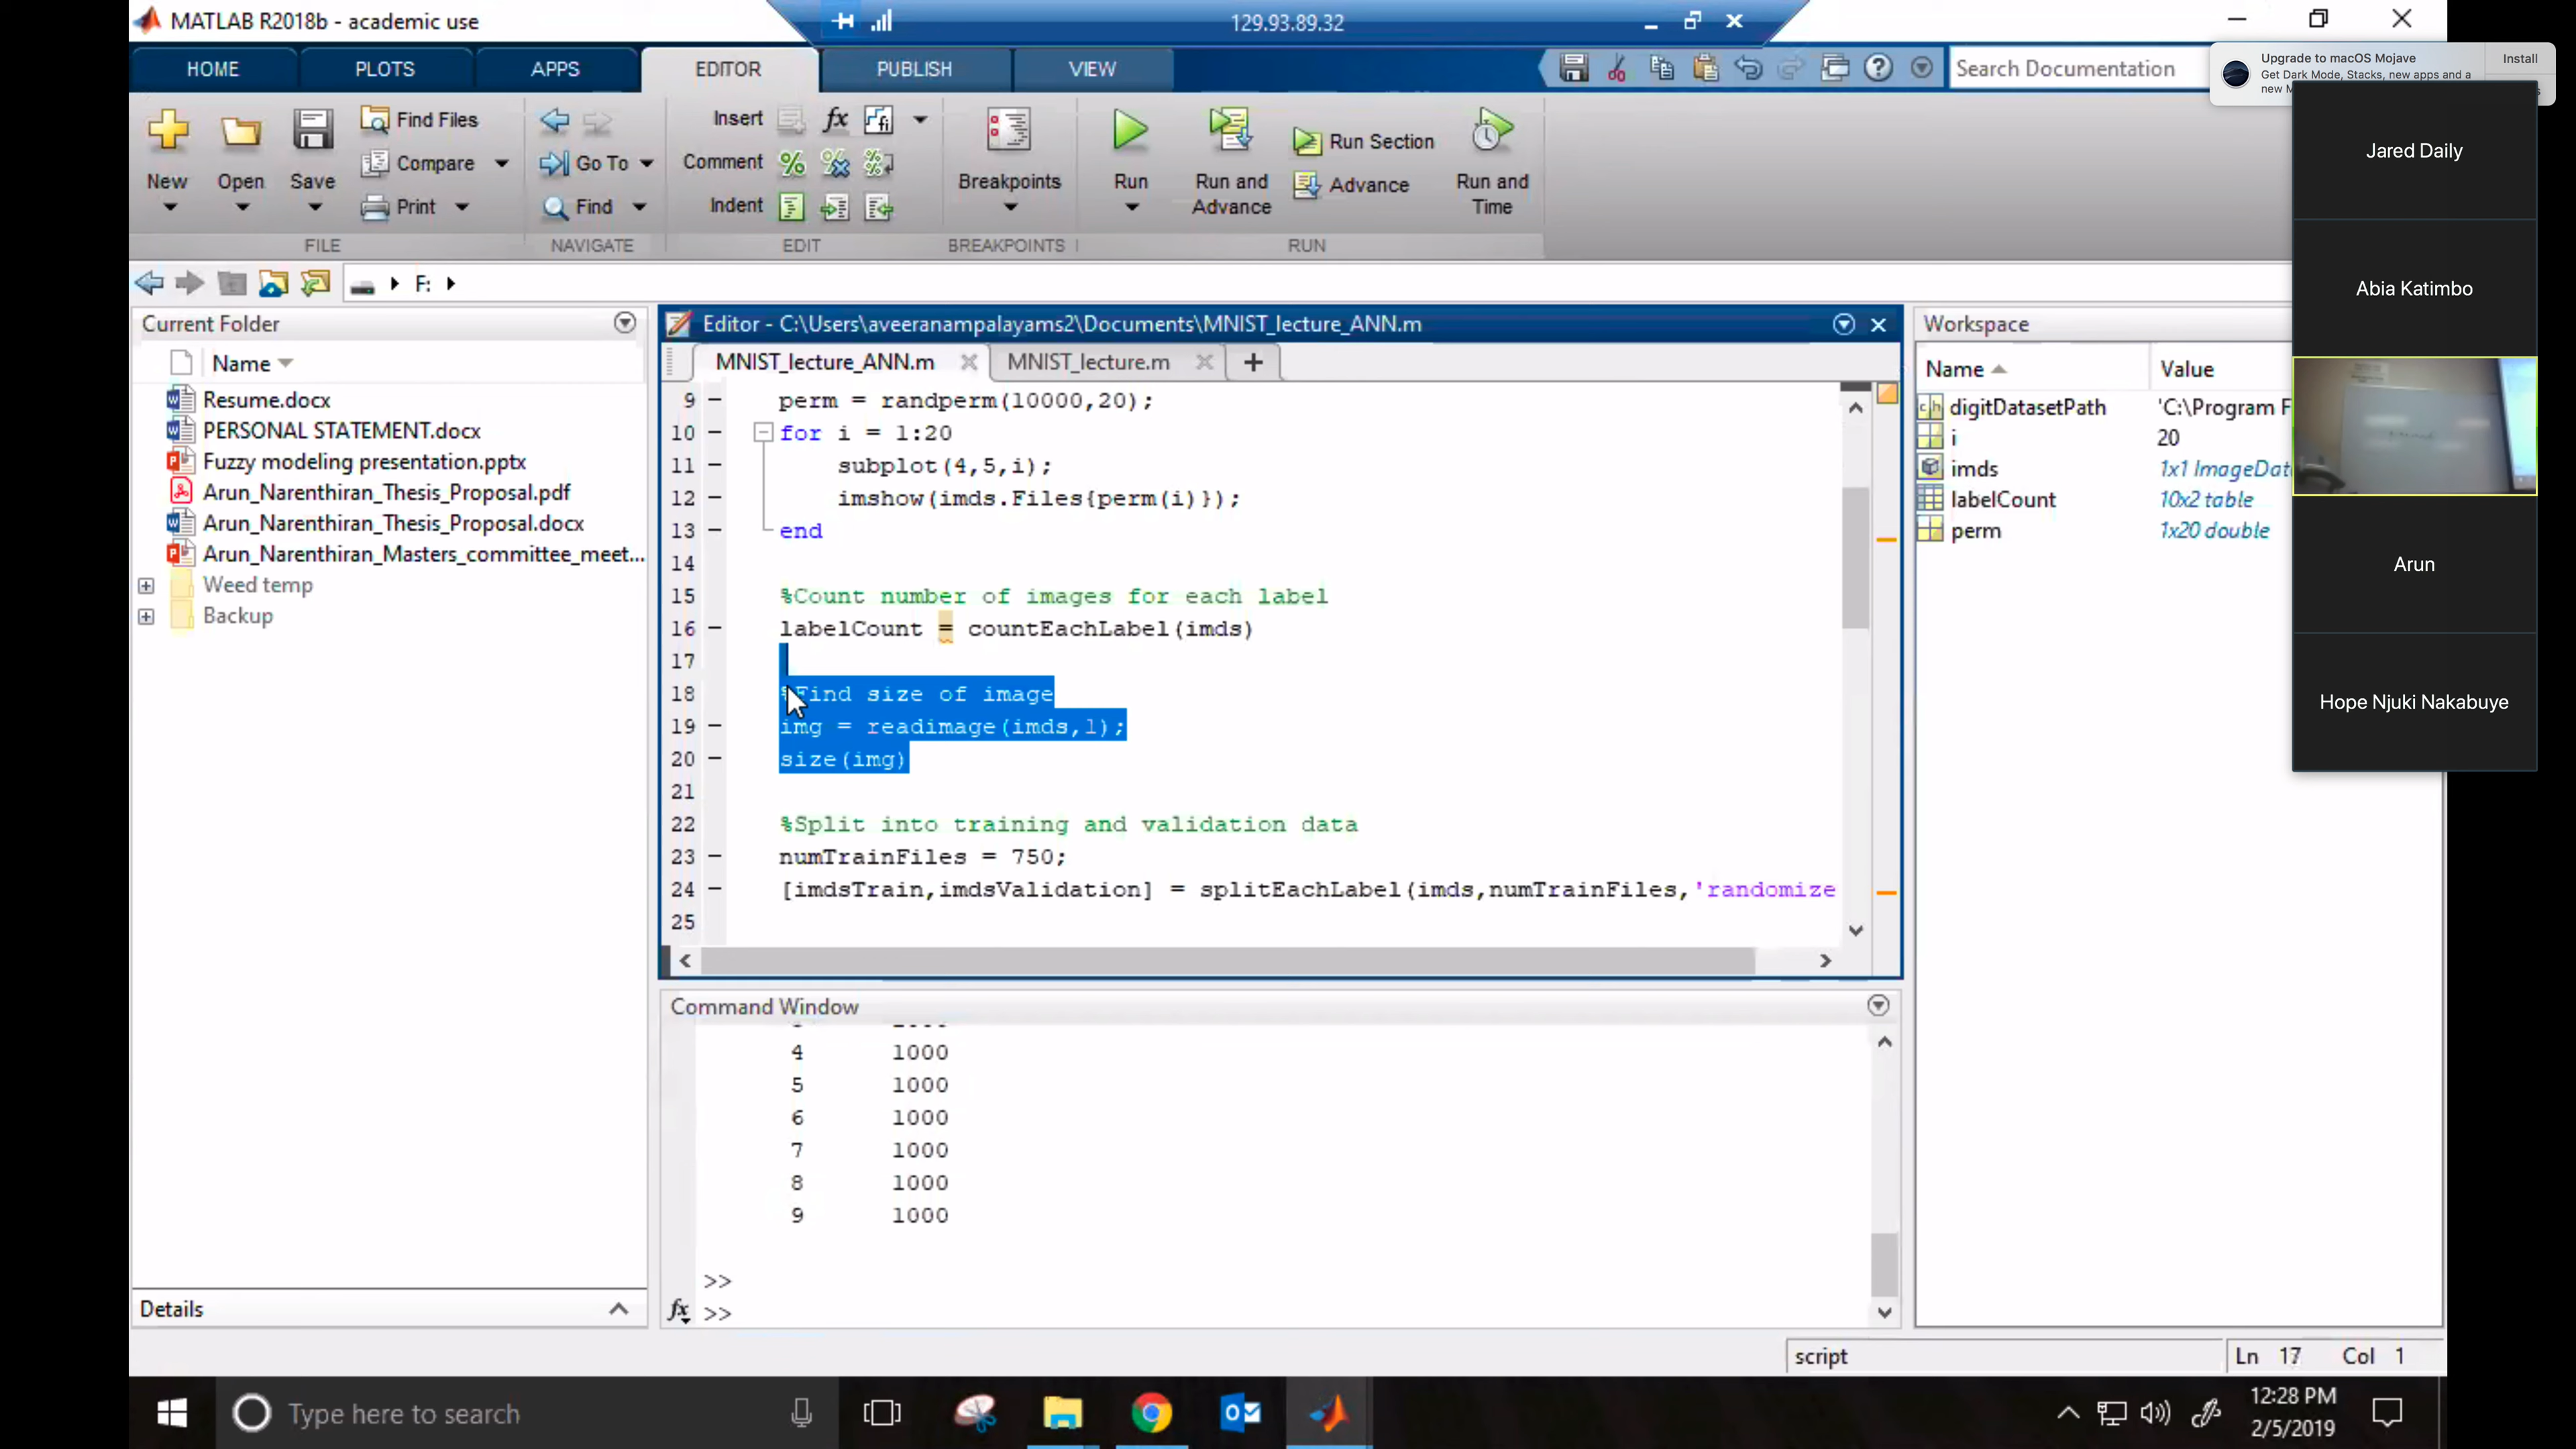 MATLAB R2018b - academic use
129.93.89.32
HOME
PLOTS
APPS
EDITOR
PUBLISH
VIEW
Search Documentation
Upgrade to macOS Mojave
Get Dark Mode, Stacks, new apps and a
new
Install
New
Open
Save
Find Files
Compare
Print
FILE
Go To
Find
NAVIGATE
Insert
fx
Comment
Indent
EDIT
Breakpoints
BREAKPOINTS
Run
Run and Advance
Run Section
Advance
Run and Time
RUN
F:
Current Folder
Name
Resume.docx
PERSONAL STATEMENT.docx
Fuzzy modeling presentation.pptx
Arun_Narenthiran_Thesis_Proposal.pdf
Arun_Narenthiran_Thesis_Proposal.docx
Arun_Narenthiran_Masters_committee_meet...
Weed temp
Backup
Details
Editor - C:\Users\aveeranampalayams2\Documents\MNIST_lecture_ANN.m
MNIST_lecture_ANN.m
MNIST_lecture.m
9 perm = randperm(10000,20);
10 for i = 1:20
11 subplot(4,5,i);
12 imshow(imds.Files{perm(i)});
13 end
14
15 %Count number of images for each label
16 labelCount = countEachLabel(imds)
17
18 %Find size of image
19 img = readimage(imds,1);
20 size(img)
21
22 %Split into training and validation data
23 numTrainFiles = 750;
24 [imdsTrain,imdsValidation] = splitEachLabel(imds,numTrainFiles,'randomize
25
Command Window
4 1000
5 1000
6 1000
7 1000
8 1000
9 1000
>>
fx >>
Workspace
Name Value
digitDatasetPath 'C:\Program F
i 20
imds 1x1 ImageDat
labelCount 10x2 table
perm 1x20 double
Jared Daily
Abia Katimbo
Arun
Hope Njuki Nakabuye
script
Ln 17 Col 1
Type here to search
12:28 PM
2/5/2019